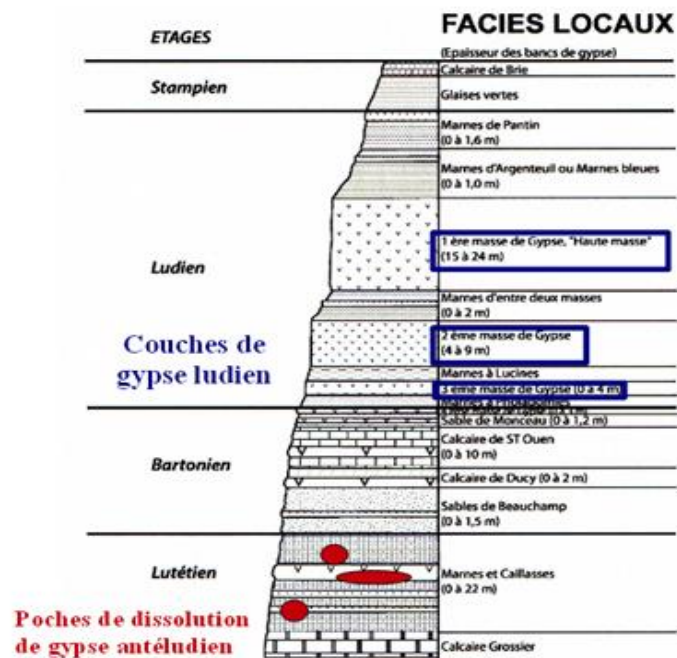 FACIES LOCAUX
ETAGES
(Epaisseur des bancs de gypse)
Calcaire de Brie
Stampien
Glaises vertes
Marnes de Pantin
(0 à 1,6 m)
Marnes d'Argenteuil ou Marnes bleues
(0 à 1,0 m)
1 ère masse de Gypse, "Haute masse"
(15 à 24 m)
Ludien
Marnes d'entre deux masses
(0 à 2 m)
Couches de
gypse ludien
2 éme masse de Gypse
(4 à 9 m)
Marnes à Lucines
3 éme masse de Gypse (0 à 4 m)
Marnes à
Sable de Monceau (0 à 1,2 m)
Calcaire de ST Ouen
(0 à 10 m)
Bartonien
Calcaire de Ducy (0 à 2 m)
Sables de Beauchamp
(0 à 1,5 m)
Lutétien
Marnes et Caillasses
(0 à 22 m)
Poches de dissolution
de gypse antéludien
Calcaire Grossier